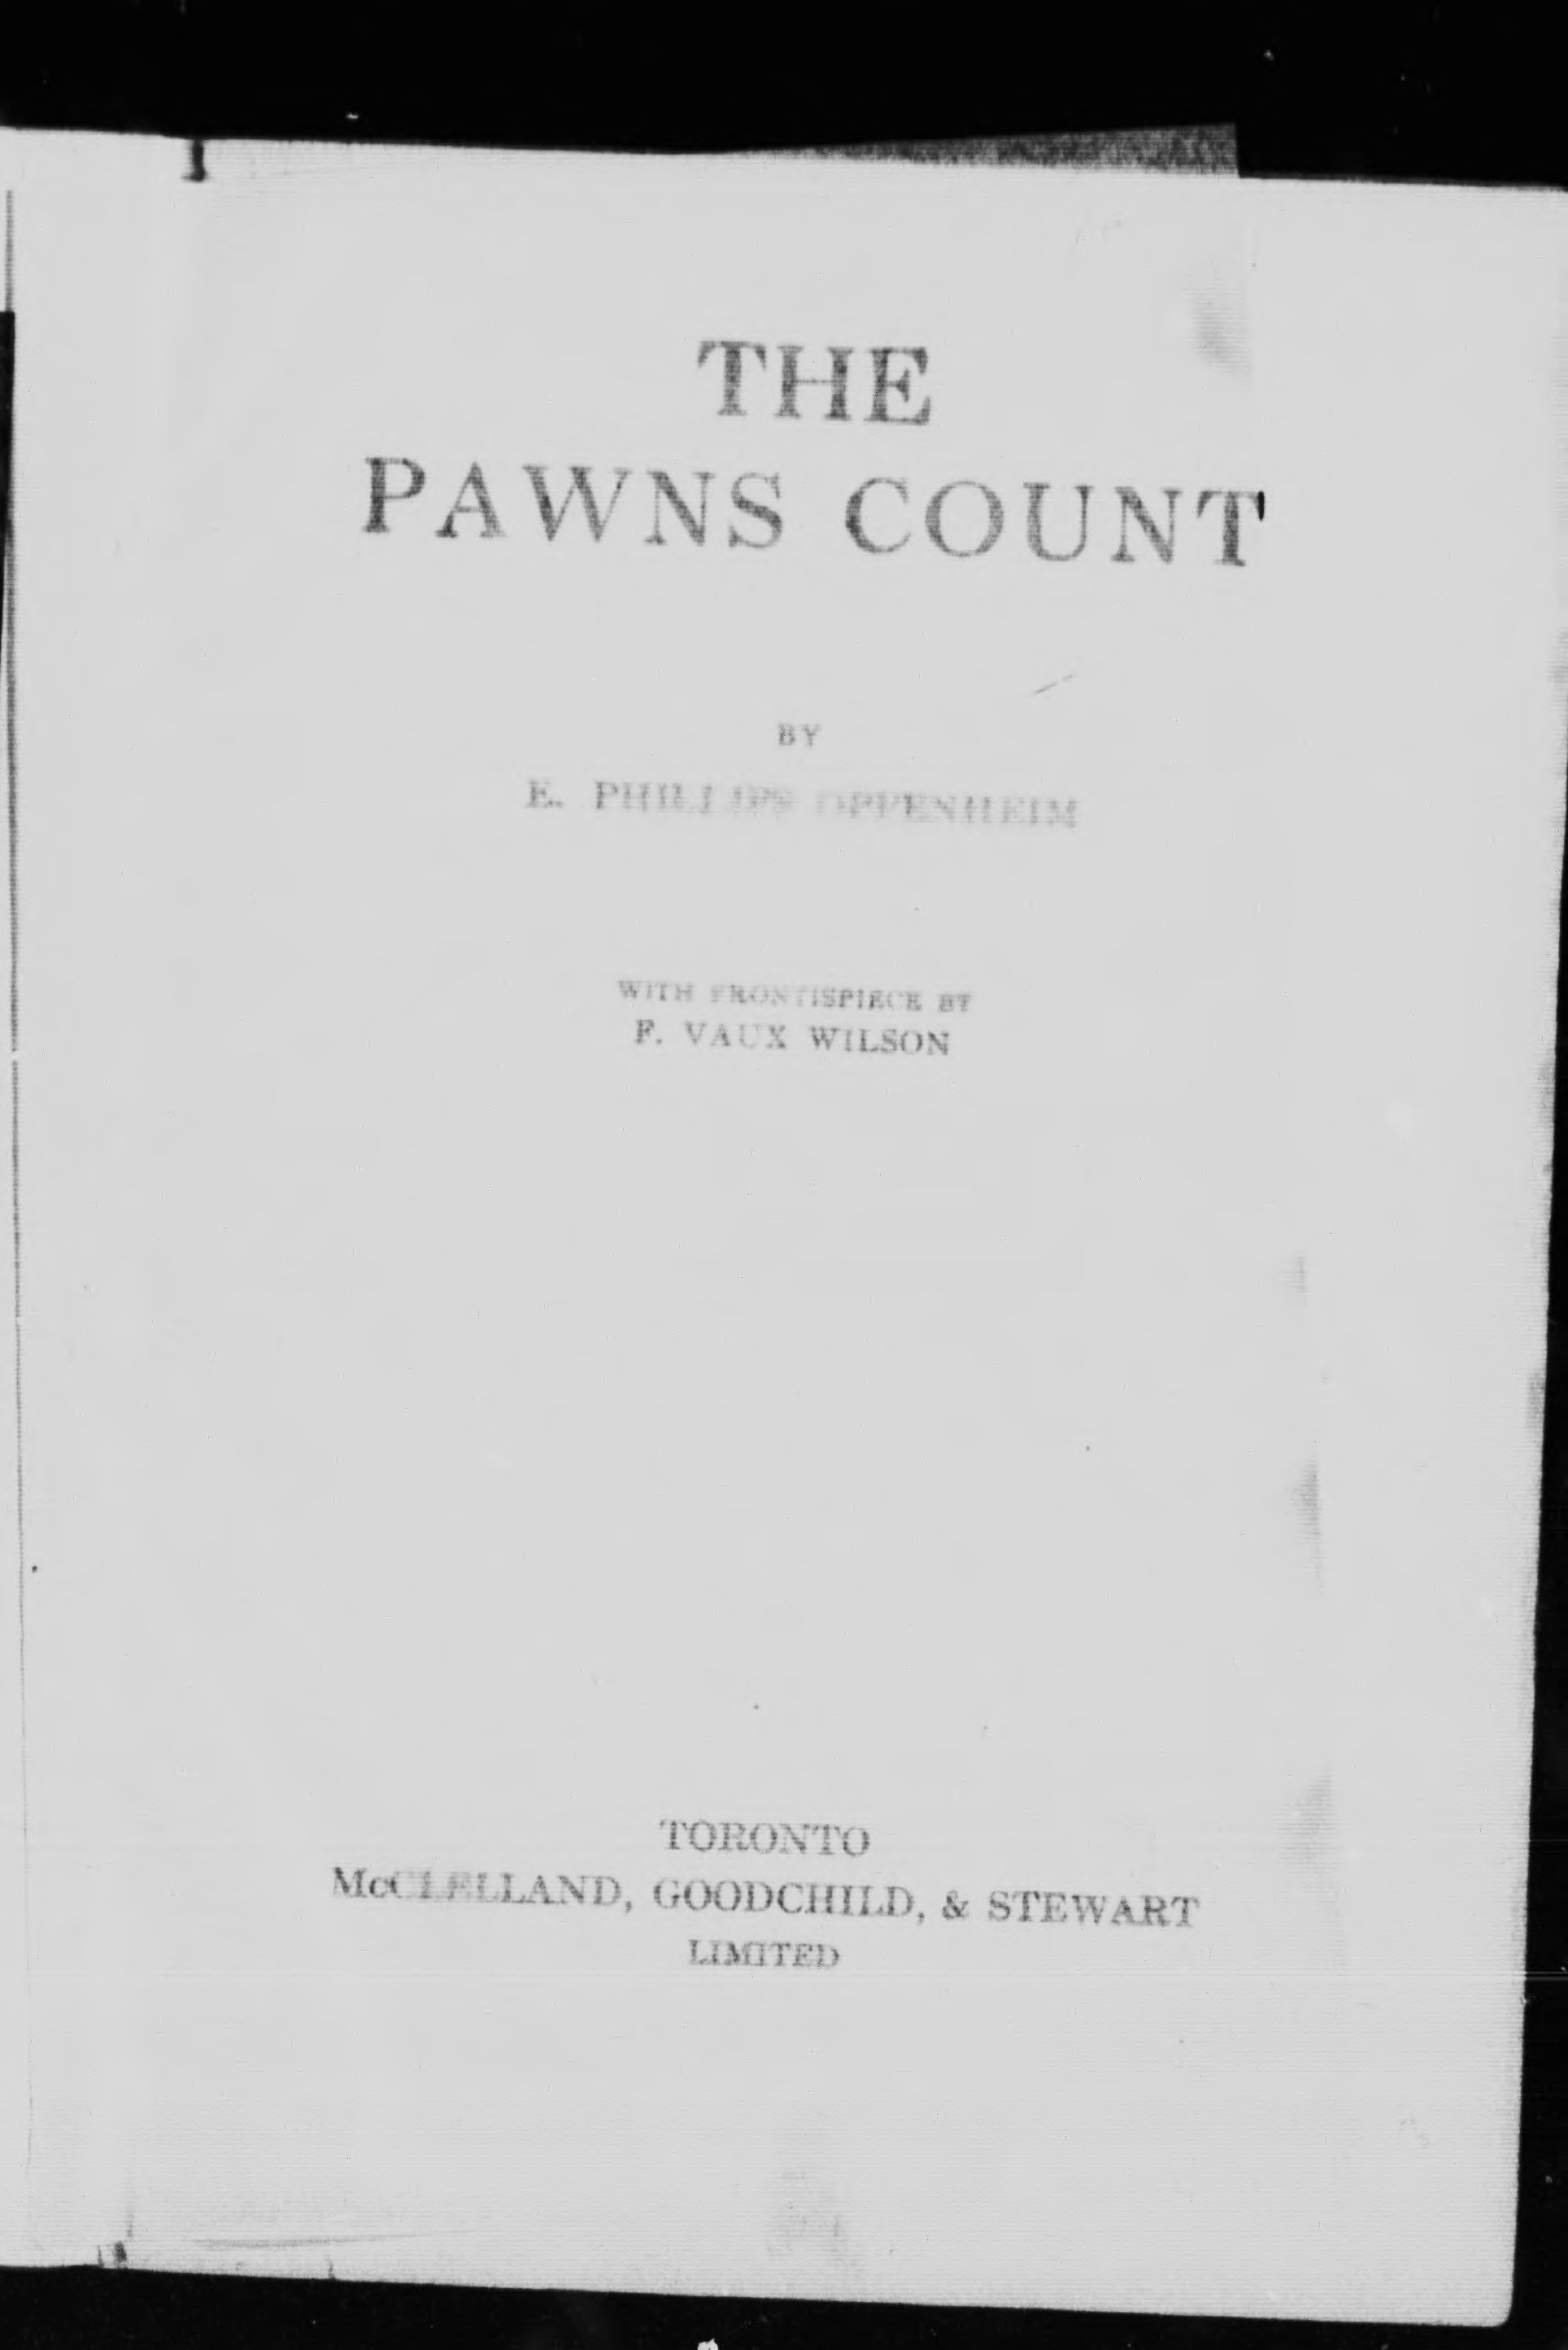 THE
PAWNS COUNT
BY
E. PHILLIPS OPPENHEIM
WITH FRONTISPIECE BY
F. VAUX WILSON
TORONTO
McCLELLAND, GOODCHILD, & STEWART
LIMITED